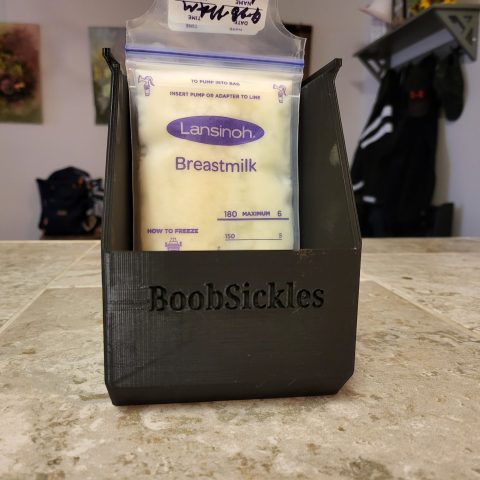 TO PUMP INTO BAG
INSERT PUMP OR ADAPTER TO LINE
Lansinoh
Breastmilk
180 MAXIMUM 6
150 5
HOW TO FREEZE
BoobSickles